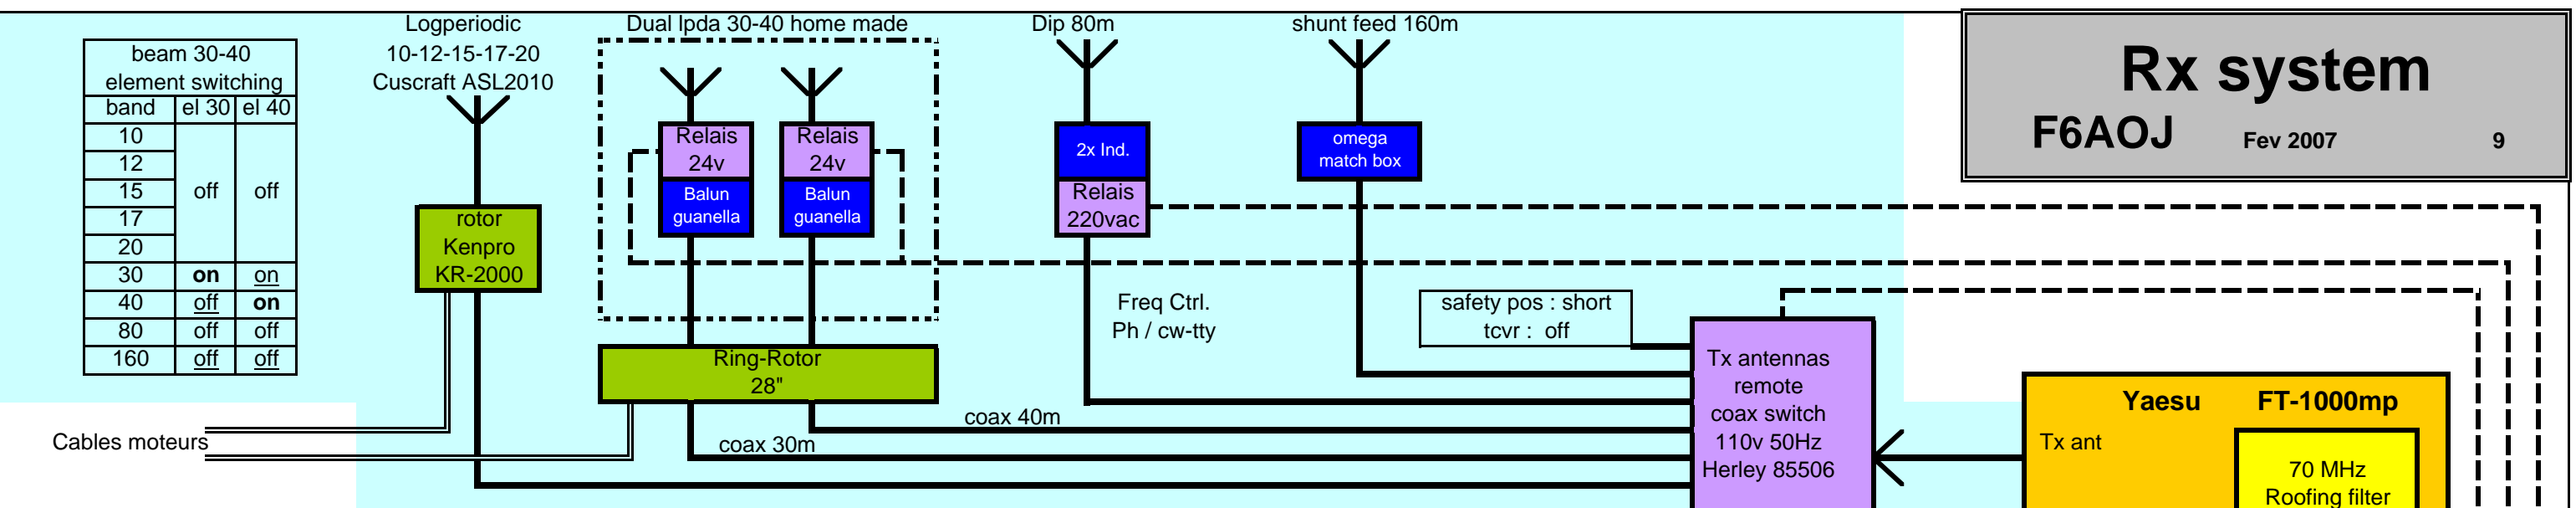 Rx system
F6AOJ Fev 2007 9
beam 30-40
element switching
band el 30 el 40
10
12
15 off off
17
20
30 on on
40 off on
80 off off
160 off off
Logperiodic
10-12-15-17-20
Cuscraft ASL2010
rotor
Kenpro
KR-2000
Dual lpda 30-40 home made
Relais
24v
Balun
guanella
Relais
24v
Balun
guanella
Ring-Rotor
28"
Dip 80m
2x Ind.
Relais
220vac
Freq Ctrl.
Ph / cw-tty
shunt feed 160m
omega
match box
safety pos : short
tcvr : off
Cables moteurs
coax 30m
coax 40m
Tx antennas
remote
coax switch
110v 50Hz
Herley 85506
Yaesu FT-1000mp
Tx ant
70 MHz
Roofing filter